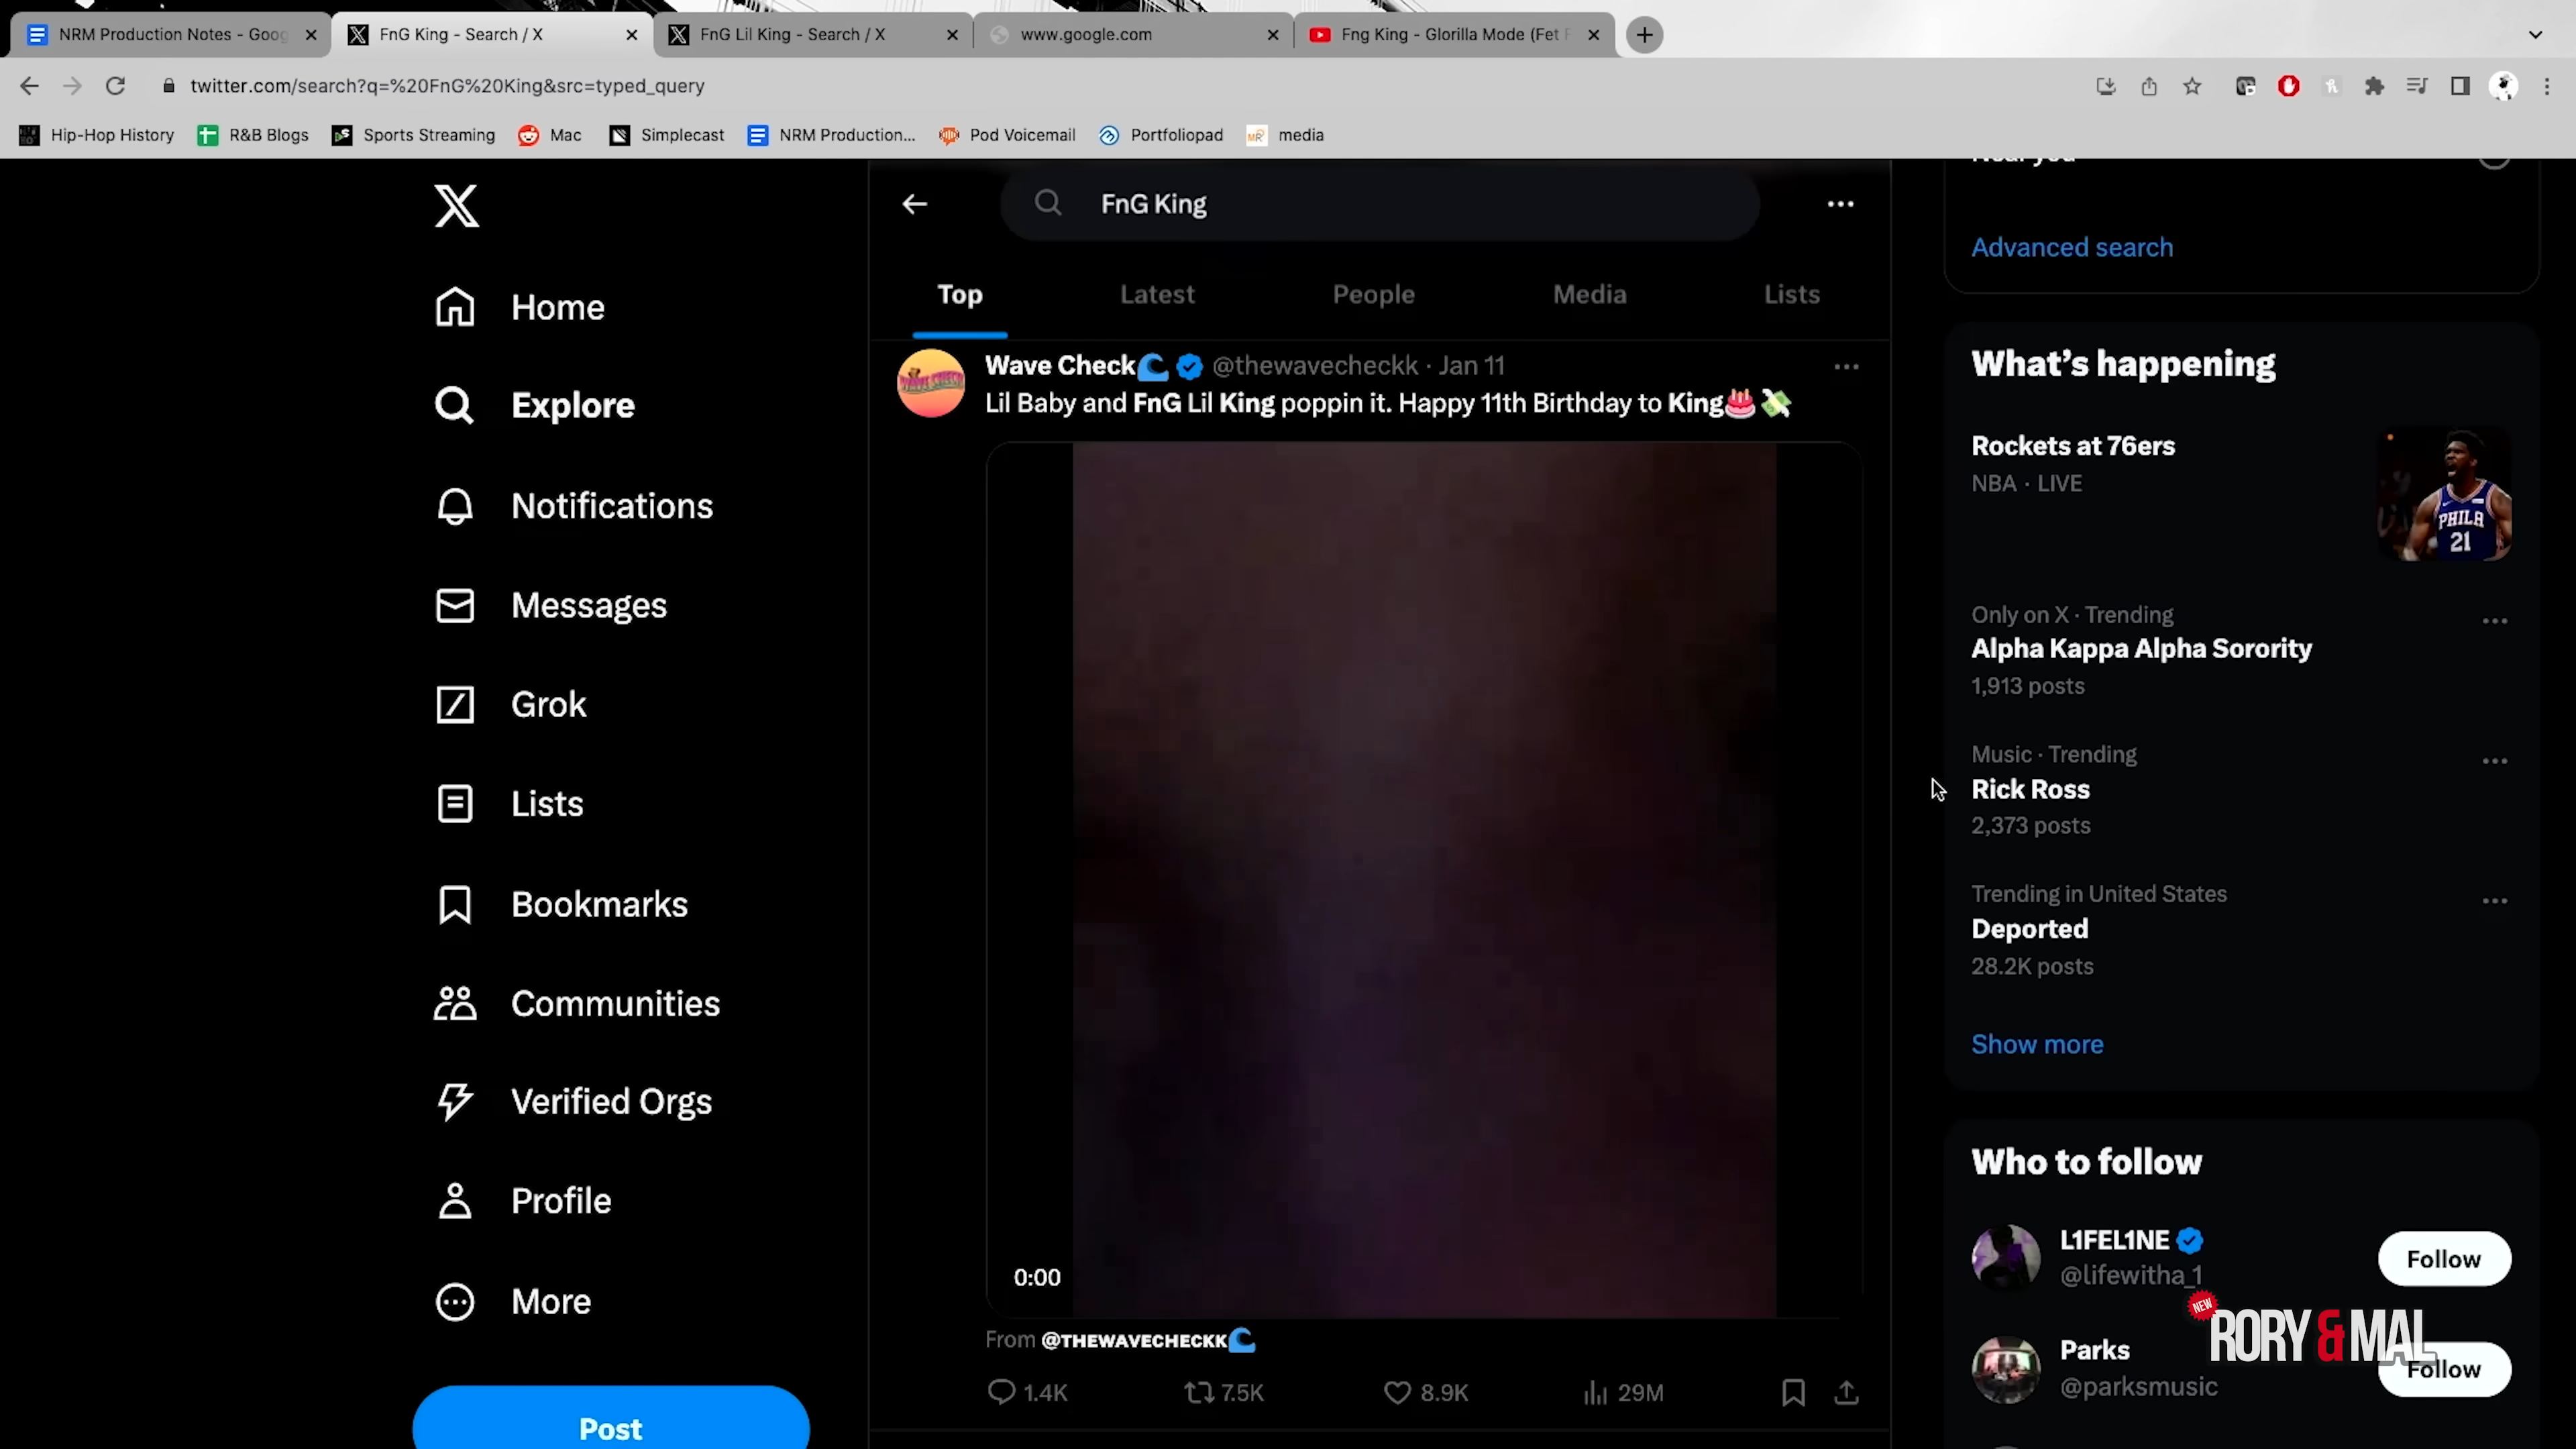 NRM Production Notes - Goog
FnG King - Search / X
FnG Lil King - Search / X
www.google.com
Fng King - Glorilla Mode (Fet F
twitter.com/search?q=%20FnG%20King&src=typed_query
Hip-Hop History
R&B Blogs
Sports Streaming
Mac
Simplecast
NRM Production...
Pod Voicemail
Portfoliopad
media
Home
Explore
Notifications
Messages
Grok
Lists
Bookmarks
Communities
Verified Orgs
Profile
More
Post
FnG King
Top
Latest
People
Media
Lists
WAVE CHECK
Wave Check🌊 @thewavecheckk · Jan 11
Lil Baby and FnG Lil King poppin it. Happy 11th Birthday to King🎂💸
0:00
From @THEWAVECHECKK🌊
1.4K
7.5K
8.9K
29M
Near you
Advanced search
What's happening
Rockets at 76ers
NBA · LIVE
PHILA
21
Only on X · Trending
Alpha Kappa Alpha Sorority
1,913 posts
Music · Trending
Rick Ross
2,373 posts
Trending in United States
Deported
28.2K posts
Show more
Who to follow
L1FEL1NE
@lifewitha_1
Follow
Parks
@parksmusic
Follow
NEW
RORY & MAL